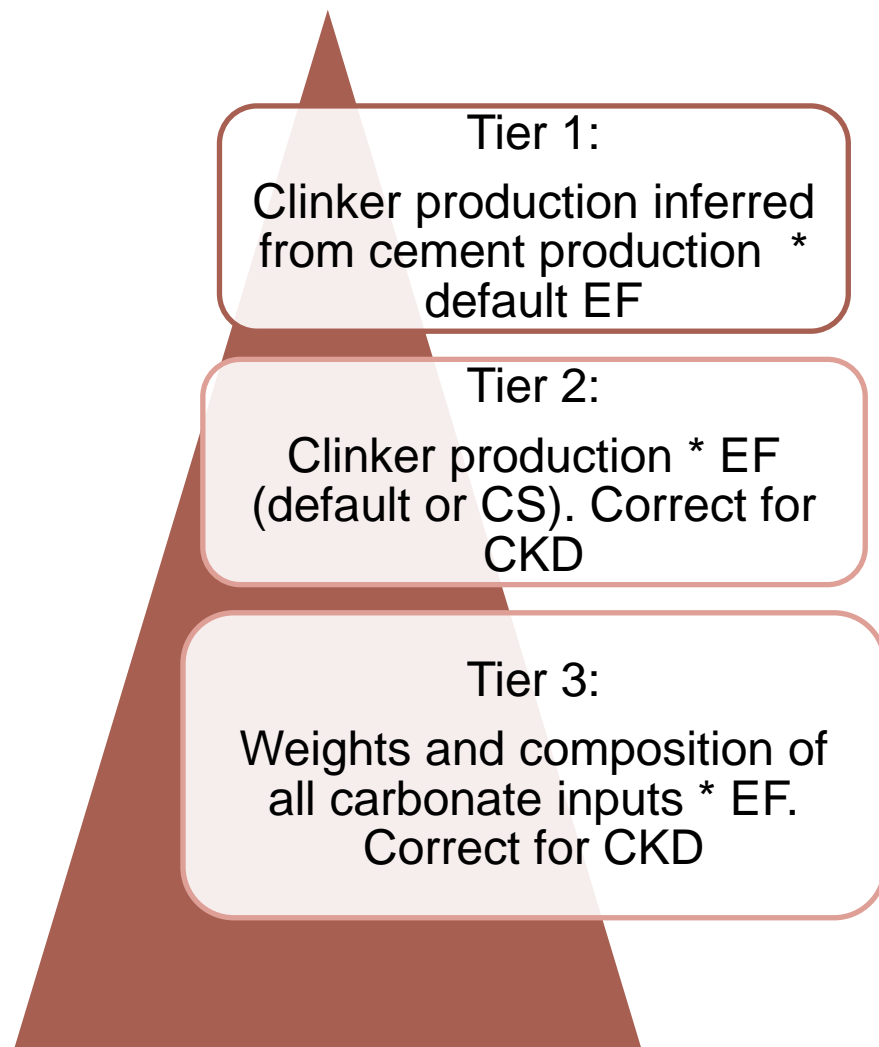 Tier 1:
Clinker production inferred
from cement production  *
default EF
Tier 2:
Clinker production * EF
(default or CS). Correct for
CKD
Tier 3:
Weights and composition of
all carbonate inputs * EF.
Correct for CKD